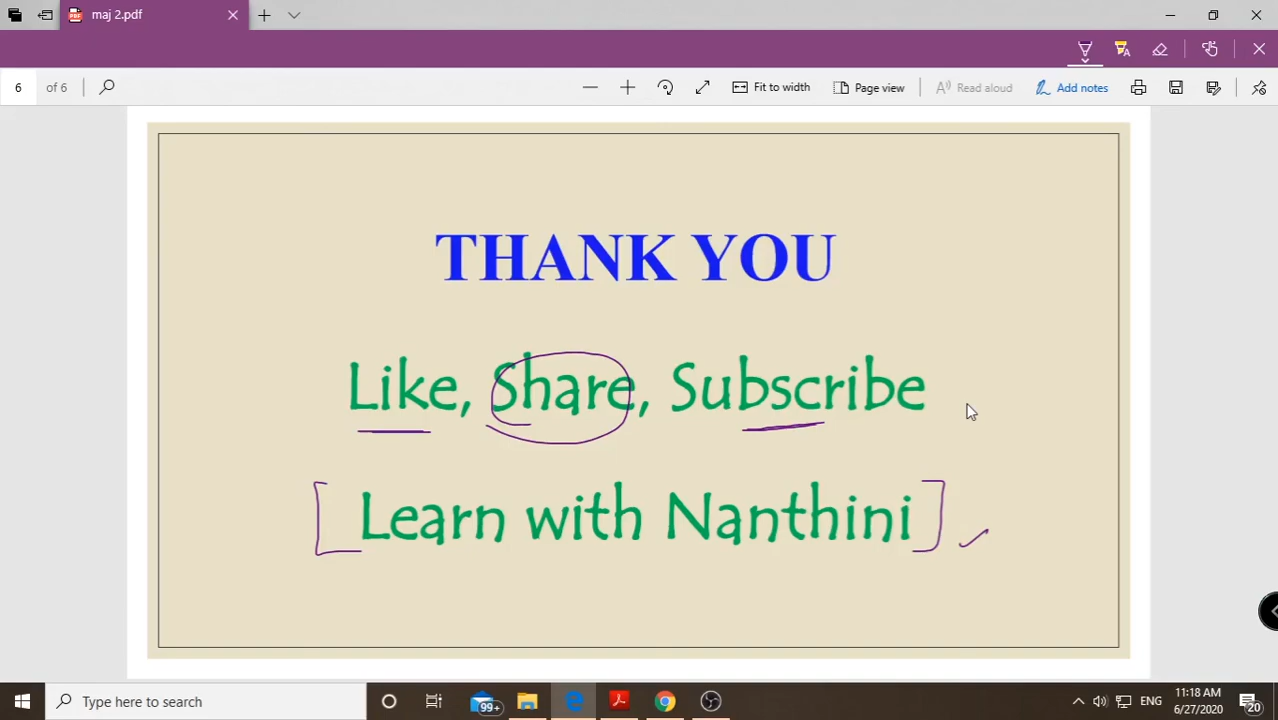 maj 2.pdf
6 of 6
Fit to width
Page view
Read aloud
Add notes
THANK YOU
Like, Share, Subscribe
Learn with Nanthini
Type here to search
99+
ENG
11:18 AM
6/27/2020
20